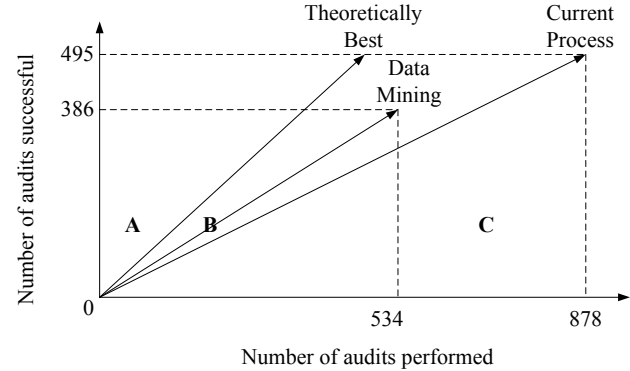 Theoretically
Best
Current
Process
Data
Mining
495
386
Number of audits successful
A
B
C
0
534
878
Number of audits performed